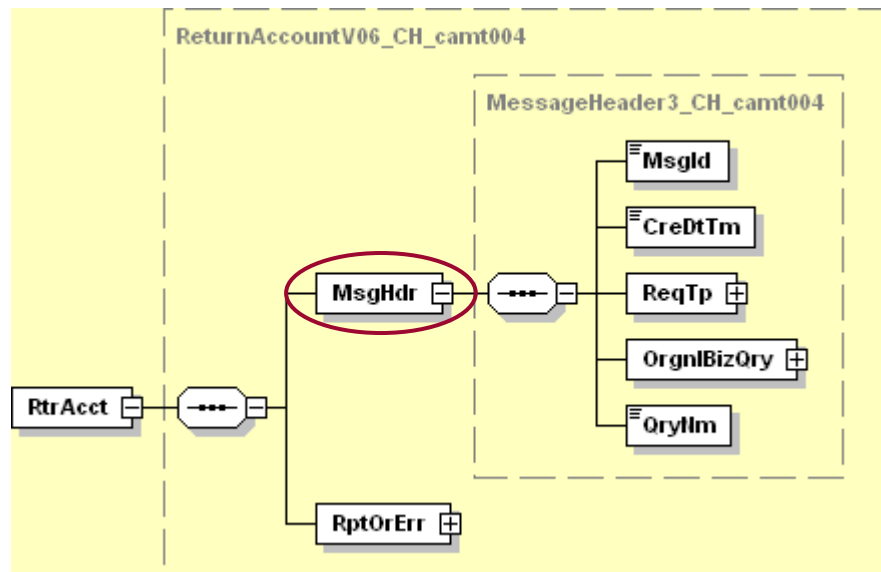 ReturnAccountV06_CH_camt004
MessageHeader3_CH_camt004
MsgId
CreDtTm
MsgHdr
ReqTp
OrgnlBizQry
RtrAcct
QryNm
RptOrErr